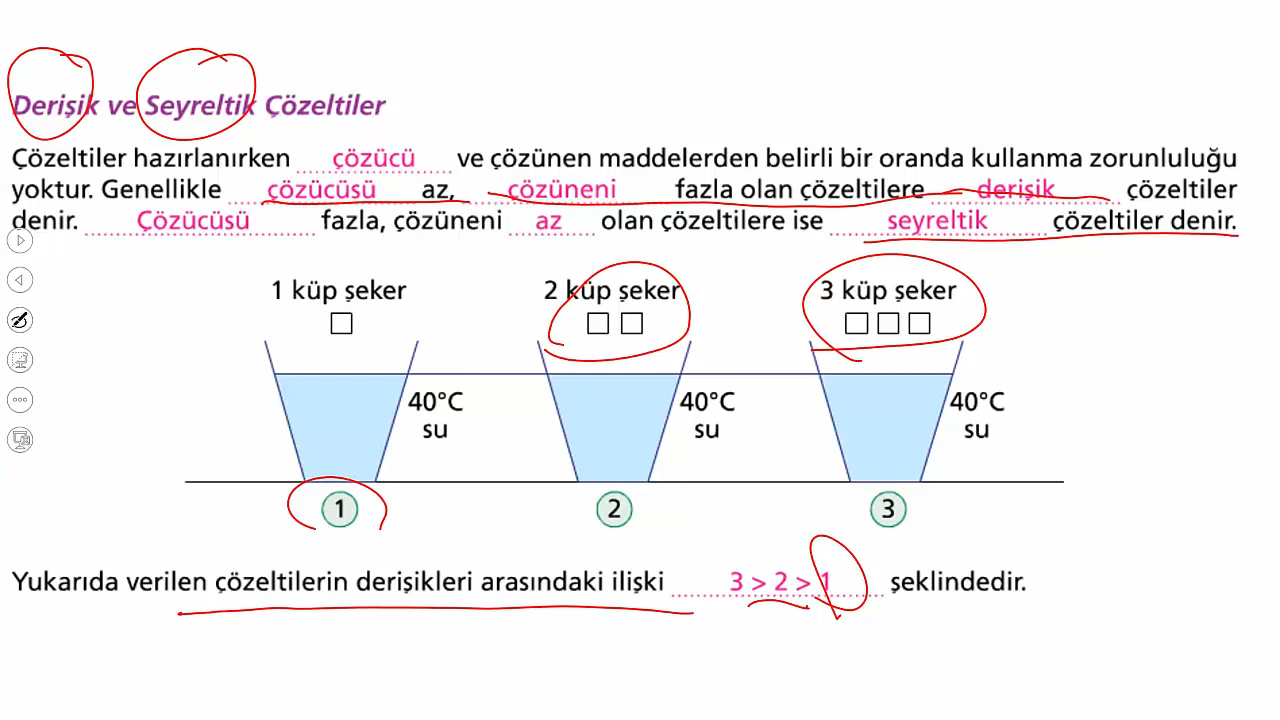 Derişik ve Seyreltik Çözeltiler
Çözeltiler hazırlanırken çözücü ve çözünen maddelerden belirli bir oranda kullanma zorunluluğu
yoktur. Genellikle çözücüsü az, çözüneni fazla olan çözeltilere derişik çözeltiler
denir. Çözücüsü fazla, çözüneni az olan çözeltilere ise seyreltik çözeltiler denir.
1 küp şeker 2 küp şeker 3 küp şeker
40°C 40°C 40°C
su su su
1 2 3
Yukarıda verilen çözeltilerin derişikleri arasındaki ilişki 3 > 2 > 1 şeklindedir.